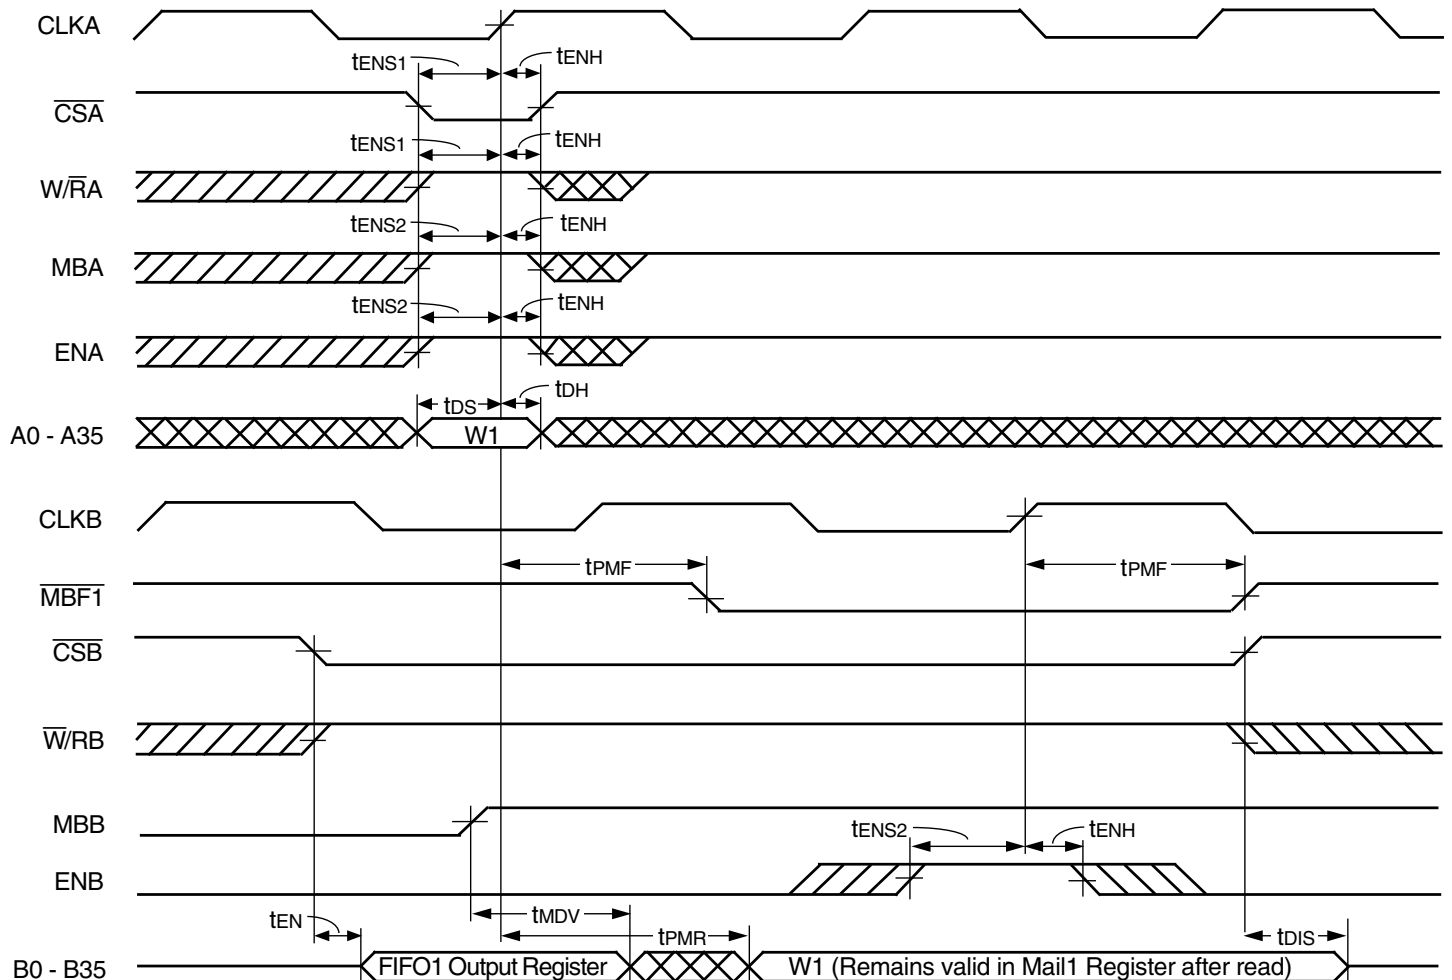 CLKA
tENS1 tENH
CSA
tENS1 tENH
W/RA
tENS2 tENH
MBA
tENS2 tENH
ENA
tDS tDH
A0 - A35 W1
CLKB
tPMF tPMF
MBF1
CSB
W/RB
MBB
tENS2 tENH
ENB
tEN tMDV
tPMR tDIS
B0 - B35 FIFO1 Output Register W1 (Remains valid in Mail1 Register after read)